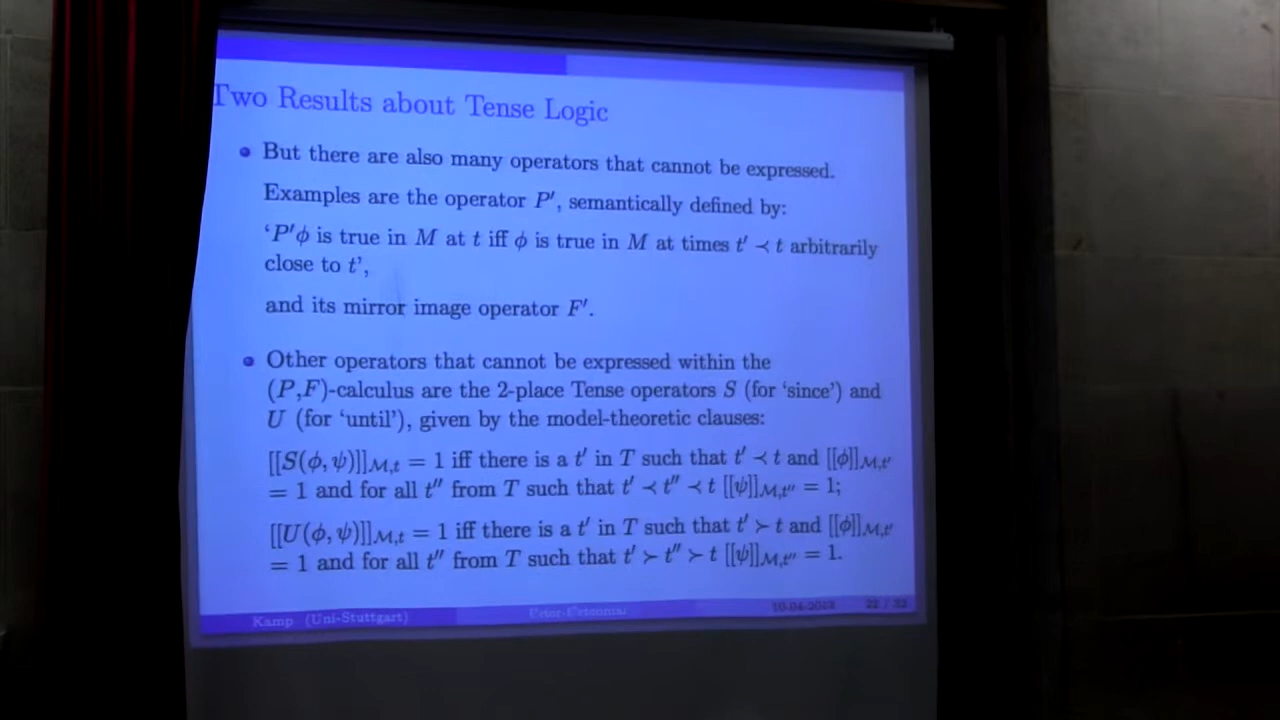 Two Results about Tense Logic
But there are also many operators that cannot be expressed.
Examples are the operator P′, semantically defined by:
‘P′ϕ is true in M at t iff ϕ is true in M at times t′ ≺ t arbitrarily
close to t’,
and its mirror image operator F′.
Other operators that cannot be expressed within the
(P,F)-calculus are the 2-place Tense operators S (for ‘since’) and
U (for ‘until’), given by the model-theoretic clauses:
[[S(ϕ,ψ)]]ℳ,t = 1 iff there is a t′ in T such that t′ ≺ t and [[ϕ]]ℳ,t′
= 1 and for all t″ from T such that t′ ≺ t″ ≺ t [[ψ]]ℳ,t″ = 1;
[[U(ϕ,ψ)]]ℳ,t = 1 iff there is a t′ in T such that t′ ≻ t and [[ϕ]]ℳ,t′
= 1 and for all t″ from T such that t′ ≻ t″ ≻ t [[ψ]]ℳ,t″ = 1.
Kamp (Uni-Stuttgart) 22 / 32